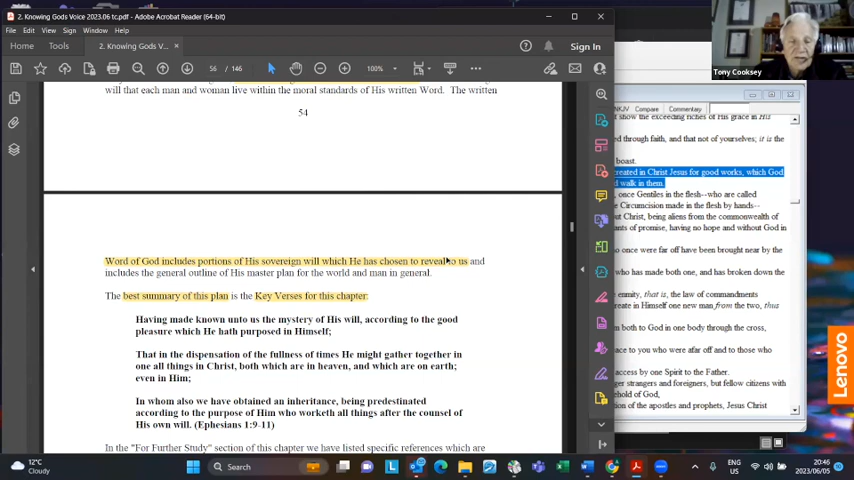 2. Knowing Gods Voice 2023.06 tc.pdf - Adobe Acrobat Reader (64-bit)
File Edit View Sign Window Help
Home Tools 2. Knowing Gods Voice ... × Sign In
56 / 146 100%
will that each man and woman live within the moral standards of His written Word. The written
54
Word of God includes portions of His sovereign will which He has chosen to reveal to us and
includes the general outline of His master plan for the world and man in general.
The best summary of this plan is the Key Verses for this chapter:
Having made known unto us the mystery of His will, according to the good
pleasure which He hath purposed in Himself;
That in the dispensation of the fullness of times He might gather together in
one all things in Christ, both which are in heaven, and which are on earth;
even in Him;
In whom also we have obtained an inheritance, being predestinated
according to the purpose of Him who worketh all things after the counsel of
His own will. (Ephesians 1:9-11)
In the "For Further Study" section of this chapter we have listed specific references which are
Tony Cooksey
NKJV Compare Commentary
t show the exceeding riches of His grace in His
ed through faith, and that not of yourselves; it is the
boast.
created in Christ Jesus for good works, which God
d walk in them.
once Gentiles in the flesh--who are called
e Circumcision made in the flesh by hands--
out Christ, being aliens from the commonwealth of
ants of promise, having no hope and without God in
o once were far off have been brought near by the
who has made both one, and has broken down the
enmity, that is, the law of commandments
reate in Himself one new man from the two, thus
m both to God in one body through the cross,
ace to you who were afar off and to those who
access by one Spirit to the Father.
ger strangers and foreigners, but fellow citizens with
hold of God,
tion of the apostles and prophets, Jesus Christ
Lenovo
12°C
Cloudy
Search
ENG
US
20:46
2023/06/05